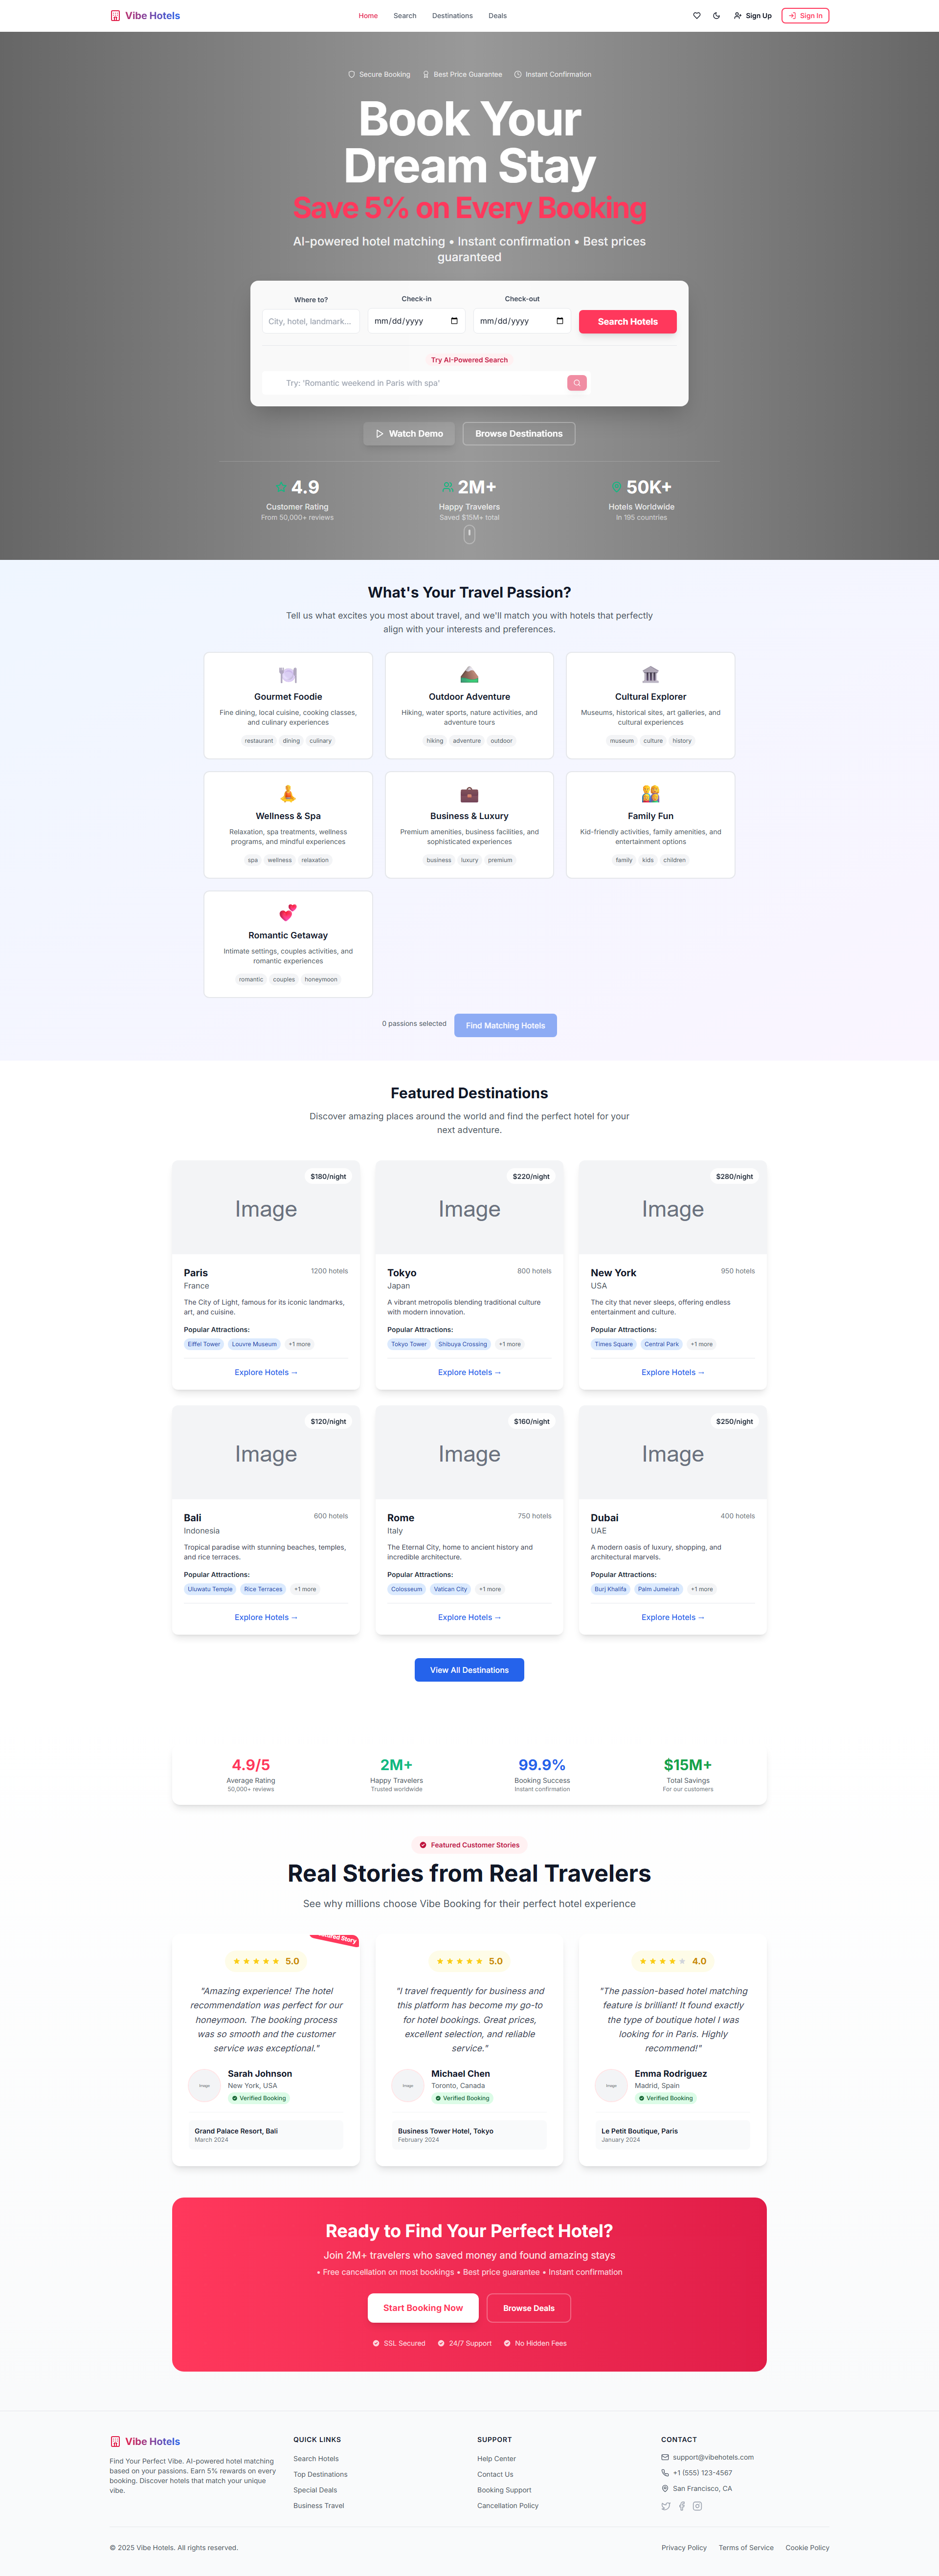 Vibe Hotels
Home Search Destinations Deals
Sign Up Sign In
Secure Booking Best Price Guarantee Instant Confirmation
Book Your
Dream Stay
Save 5% on Every Booking
AI-powered hotel matching • Instant confirmation • Best prices
guaranteed
Where to? Check-in Check-out
City, hotel, landmark... mm/dd/yyyy mm/dd/yyyy Search Hotels
Try AI-Powered Search
Try: 'Romantic weekend in Paris with spa'
Watch Demo Browse Destinations
4.9 2M+ 50K+
Customer Rating Happy Travelers Hotels Worldwide
From 50,000+ reviews Saved $15M+ total In 195 countries
What's Your Travel Passion?
Tell us what excites you most about travel, and we'll match you with hotels that perfectly
align with your interests and preferences.
Gourmet Foodie
Fine dining, local cuisine, cooking classes,
and culinary experiences
restaurant dining culinary
Outdoor Adventure
Hiking, water sports, nature activities, and
adventure tours
hiking adventure outdoor
Cultural Explorer
Museums, historical sites, art galleries, and
cultural experiences
museum culture history
Wellness & Spa
Relaxation, spa treatments, wellness
programs, and mindful experiences
spa wellness relaxation
Business & Luxury
Premium amenities, business facilities, and
sophisticated experiences
business luxury premium
Family Fun
Kid-friendly activities, family amenities, and
entertainment options
family kids children
Romantic Getaway
Intimate settings, couples activities, and
romantic experiences
romantic couples honeymoon
0 passions selected Find Matching Hotels
Featured Destinations
Discover amazing places around the world and find the perfect hotel for your
next adventure.
Image
$180/night
Paris 1200 hotels
France
The City of Light, famous for its iconic landmarks,
art, and cuisine.
Popular Attractions:
Eiffel Tower Louvre Museum +1 more
Explore Hotels →
Image
$220/night
Tokyo 800 hotels
Japan
A vibrant metropolis blending traditional culture
with modern innovation.
Popular Attractions:
Tokyo Tower Shibuya Crossing +1 more
Explore Hotels →
Image
$280/night
New York 950 hotels
USA
The city that never sleeps, offering endless
entertainment and culture.
Popular Attractions:
Times Square Central Park +1 more
Explore Hotels →
Image
$120/night
Bali 600 hotels
Indonesia
Tropical paradise with stunning beaches, temples,
and rice terraces.
Popular Attractions:
Uluwatu Temple Rice Terraces +1 more
Explore Hotels →
Image
$160/night
Rome 750 hotels
Italy
The Eternal City, home to ancient history and
incredible architecture.
Popular Attractions:
Colosseum Vatican City +1 more
Explore Hotels →
Image
$250/night
Dubai 400 hotels
UAE
A modern oasis of luxury, shopping, and
architectural marvels.
Popular Attractions:
Burj Khalifa Palm Jumeirah +1 more
Explore Hotels →
View All Destinations
4.9/5 2M+ 99.9% $15M+
Average Rating Happy Travelers Booking Success Total Savings
50,000+ reviews Trusted worldwide Instant confirmation For our customers
Featured Customer Stories
Real Stories from Real Travelers
See why millions choose Vibe Booking for their perfect hotel experience
Story
5.0
"Amazing experience! The hotel
recommendation was perfect for our
honeymoon. The booking process
was so smooth and the customer
service was exceptional."
Image
Sarah Johnson
New York, USA
Verified Booking
Grand Palace Resort, Bali
March 2024
5.0
"I travel frequently for business and
this platform has become my go-to
for hotel bookings. Great prices,
excellent selection, and reliable
service."
Image
Michael Chen
Toronto, Canada
Verified Booking
Business Tower Hotel, Tokyo
February 2024
4.0
"The passion-based hotel matching
feature is brilliant! It found exactly
the type of boutique hotel I was
looking for in Paris. Highly
recommend!"
Image
Emma Rodriguez
Madrid, Spain
Verified Booking
Le Petit Boutique, Paris
January 2024
Ready to Find Your Perfect Hotel?
Join 2M+ travelers who saved money and found amazing stays
• Free cancellation on most bookings • Best price guarantee • Instant confirmation
Start Booking Now Browse Deals
SSL Secured 24/7 Support No Hidden Fees
Vibe Hotels
Find Your Perfect Vibe. AI-powered hotel matching
based on your passions. Earn 5% rewards on every
booking. Discover hotels that match your unique
vibe.
QUICK LINKS
Search Hotels
Top Destinations
Special Deals
Business Travel
SUPPORT
Help Center
Contact Us
Booking Support
Cancellation Policy
CONTACT
support@vibehotels.com
+1 (555) 123-4567
San Francisco, CA
© 2025 Vibe Hotels. All rights reserved.
Privacy Policy Terms of Service Cookie Policy